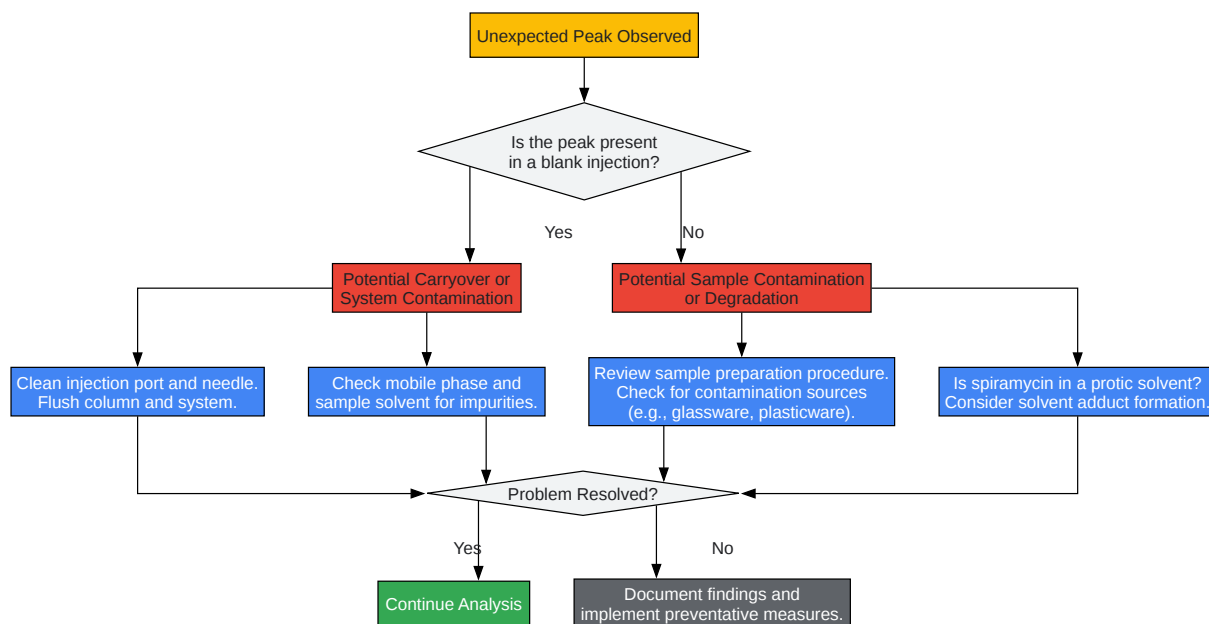 Unexpected Peak Observed
Is the peak present
in a blank injection?
Yes
No
Potential Carryover or
System Contamination
Potential Sample Contamination
or Degradation
Clean injection port and needle.
Flush column and system.
Check mobile phase and
sample solvent for impurities.
Review sample preparation procedure.
Check for contamination sources
(e.g., glassware, plasticware).
Is spiramycin in a protic solvent?
Consider solvent adduct formation.
Problem Resolved?
Yes
No
Continue Analysis
Document findings and
implement preventative measures.